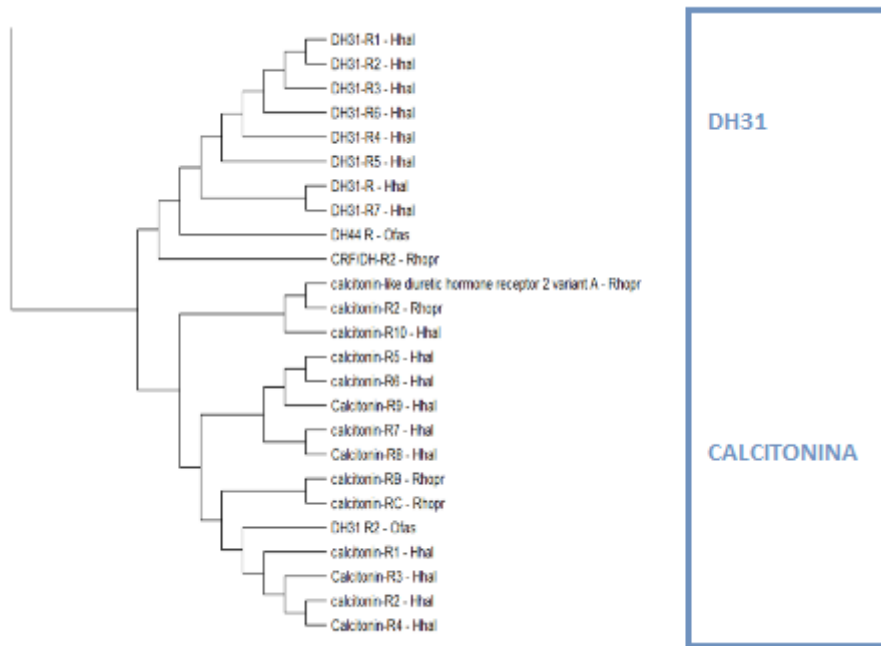 DH31-R1 - Hhal
DH31-R2 - Hhal
DH31-R3 - Hhal
DH31-R6 - Hhal
DH31-R4 - Hhal
DH31-R5 - Hhal
DH31-R - Hhal
DH31-R7 - Hhal
DH44 R - Ofas
CRF/DH-R2 - Rhopr
calcitonin-like diuretic hormone receptor 2 variant A - Rhopr
calcitonin-R2 - Rhopr
calcitonin-R10 - Hhal
calcitonin-R5 - Hhal
calcitonin-R6 - Hhal
Calcitonin-R9 - Hhal
calcitonin-R7 - Hhal
Calcitonin-R8 - Hhal
calcitonin-RB - Rhopr
calcitonin-RC - Rhopr
DH31 R2 - Ofas
calcitonin-R1 - Hhal
Calcitonin-R3 - Hhal
calcitonin-R2 - Hhal
Calcitonin-R4 - Hhal
DH31
CALCITONINA